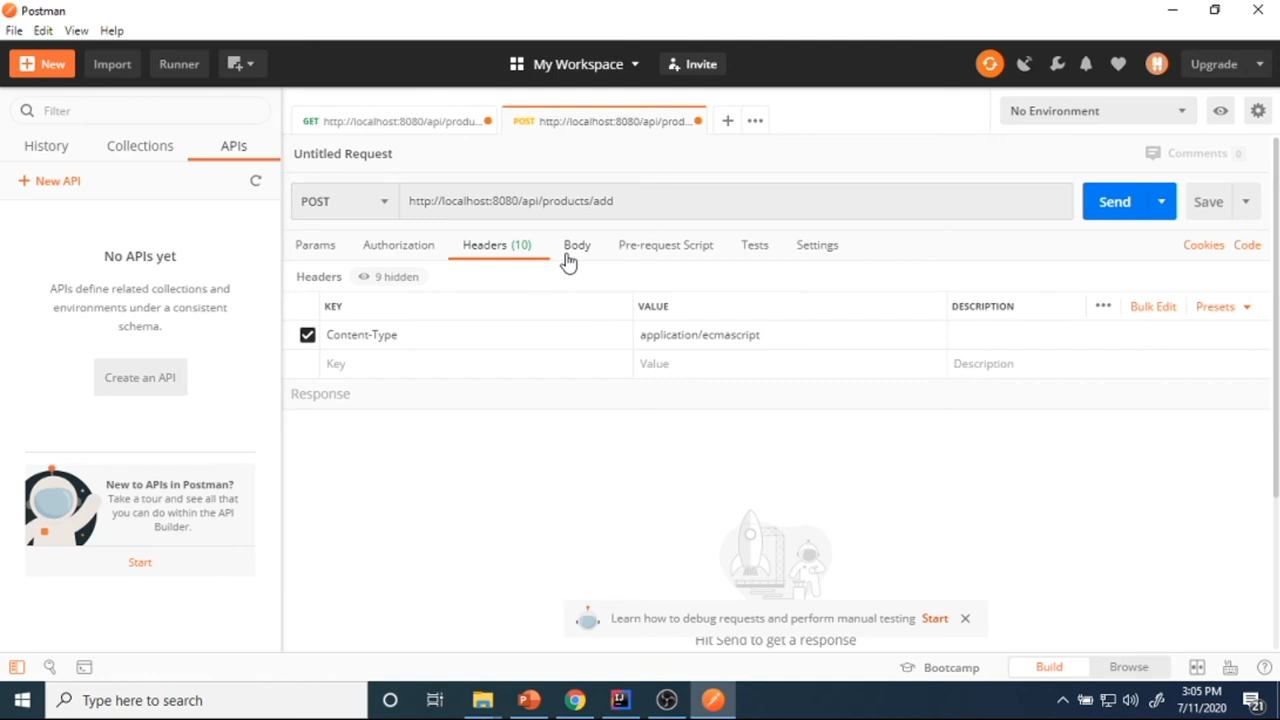 Postman
File Edit View Help
New Import Runner My Workspace Invite Upgrade
Filter
History Collections APIs
New API
No APIs yet
APIs define related collections and
environments under a consistent
schema.
Create an API
New to APIs in Postman?
Take a tour and see all that
you can do within the API
Builder.
Start
GET http://localhost:8080/api/produ... POST http://localhost:8080/api/prod... + •••
No Environment
Untitled Request Comments 0
POST http://localhost:8080/api/products/add Send Save
Params Authorization Headers (10) Body Pre-request Script Tests Settings Cookies Code
Headers 9 hidden
KEY VALUE DESCRIPTION ••• Bulk Edit Presets
Content-Type application/ecmascript
Key Value Description
Response
Learn how to debug requests and perform manual testing Start
Hit Send to get a response
Bootcamp Build Browse
Type here to search
3:05 PM
7/11/2020
21